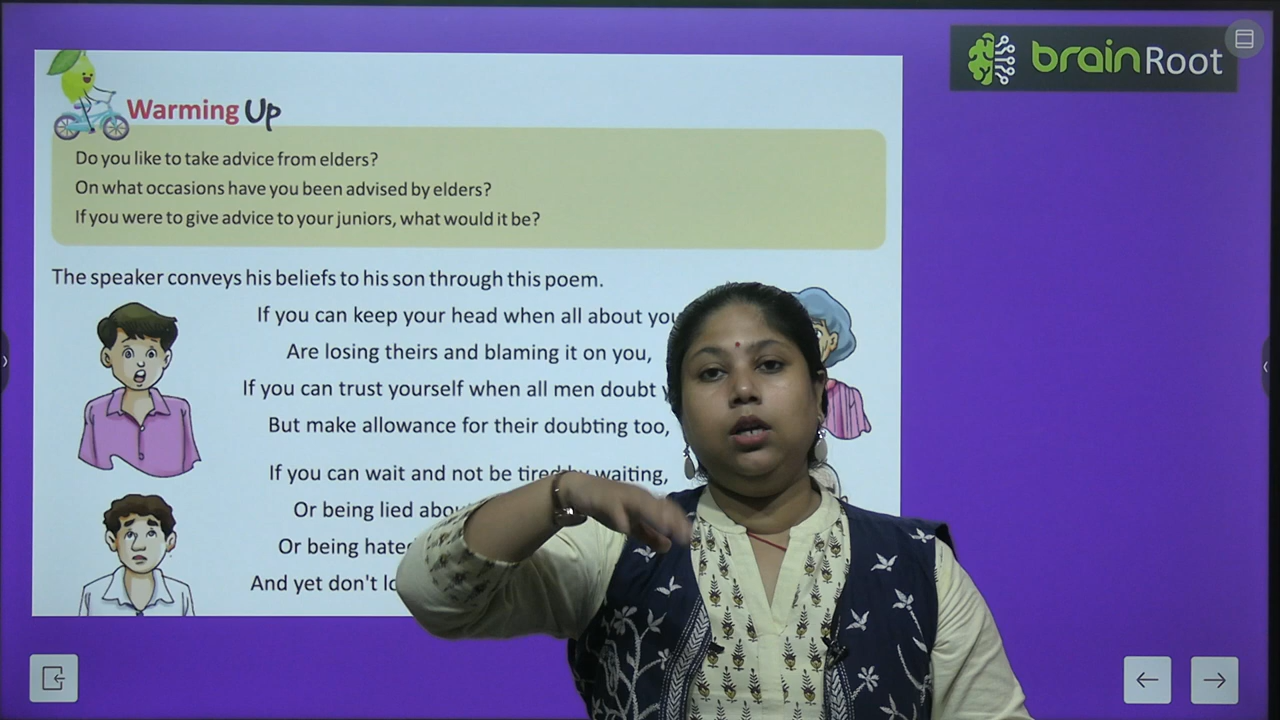 brainRoot
Warming Up
Do you like to take advice from elders?
On what occasions have you been advised by elders?
If you were to give advice to your juniors, what would it be?
The speaker conveys his beliefs to his son through this poem.
If you can keep your head when all about you
Are losing theirs and blaming it on you,
If you can trust yourself when all men doubt
But make allowance for their doubting too,
If you can wait and not be tired by waiting,
Or being lied
Or being
And yet don't